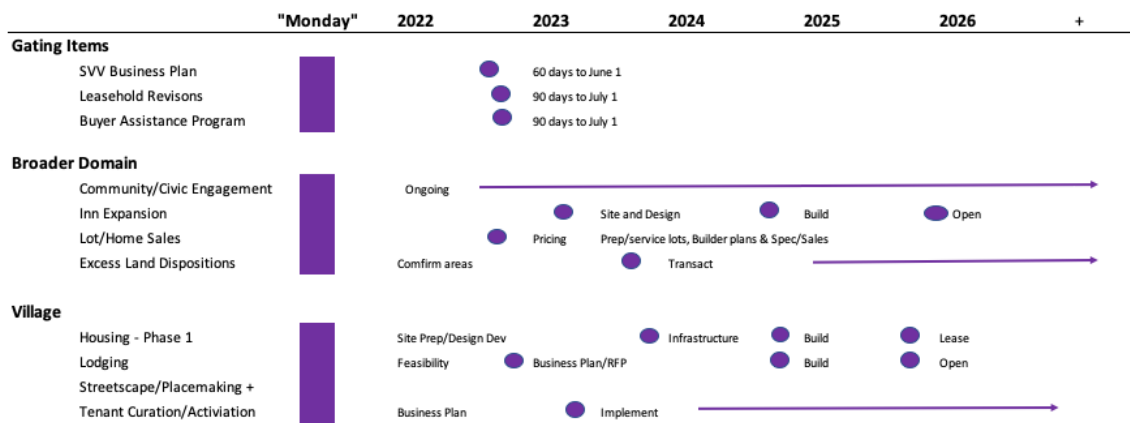 "Monday" 2022 2023 2024 2025 2026 +
Gating Items
SVV Business Plan 60 days to June 1
Leasehold Revisons 90 days to July 1
Buyer Assistance Program 90 days to July 1
Broader Domain
Community/Civic Engagement Ongoing
Inn Expansion Site and Design Build Open
Lot/Home Sales Pricing Prep/service lots, Builder plans & Spec/Sales
Excess Land Dispositions Comfirm areas Transact
Village
Housing - Phase 1 Site Prep/Design Dev Infrastructure Build Lease
Lodging Feasibility Business Plan/RFP Build Open
Streetscape/Placemaking +
Tenant Curation/Activiation Business Plan Implement